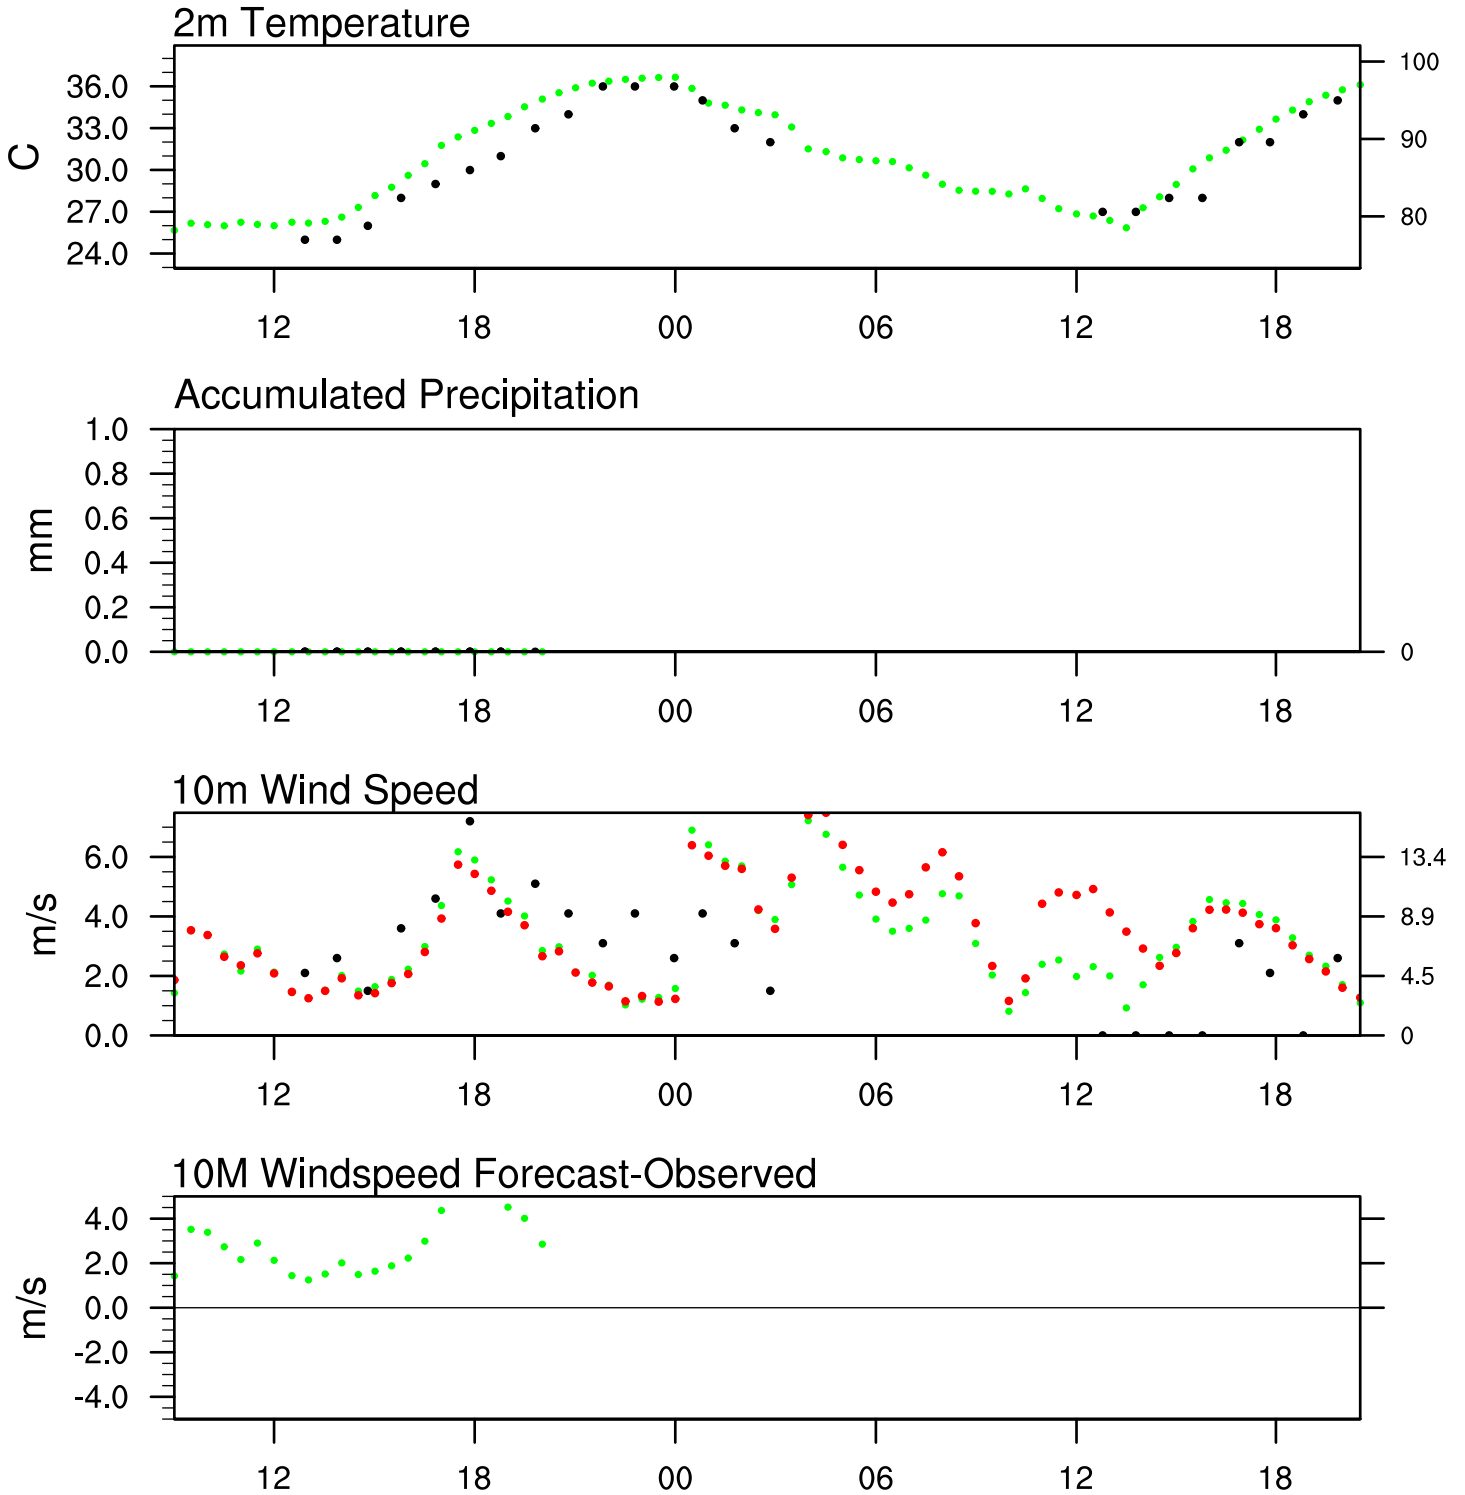 2m Temperature
C
36.0
33.0
30.0
27.0
24.0
100
90
80
12 18 00 06 12 18
Accumulated Precipitation
mm
1.0
0.8
0.6
0.4
0.2
0.0
0
12 18 00 06 12 18
10m Wind Speed
m/s
6.0
4.0
2.0
0.0
13.4
8.9
4.5
0
12 18 00 06 12 18
10M Windspeed Forecast-Observed
m/s
4.0
2.0
0.0
-2.0
-4.0
12 18 00 06 12 18